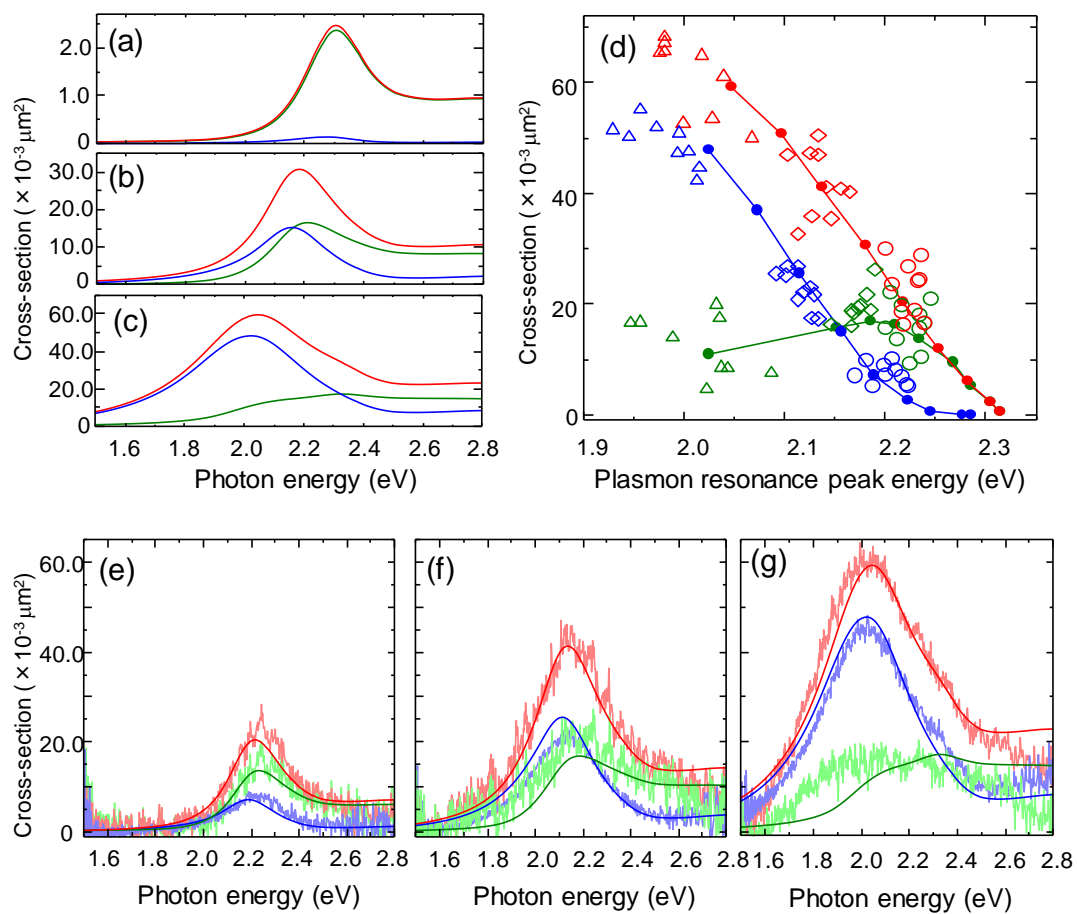 (a)
2.0
1.0
0
(b)
30.0
15.0
0
(c)
60.0
40.0
20.0
0
Cross-section ( × 10⁻³ μm²)
1.6 1.8 2.0 2.2 2.4 2.6 2.8
Photon energy (eV)
(d)
60
40
20
0
Cross-section ( × 10⁻³ μm²)
1.9 2.0 2.1 2.2 2.3
Plasmon resonance peak energy (eV)
(e)
60.0
40.0
20.0
0
Cross-section ( × 10⁻³ μm²)
1.6 1.8 2.0 2.2 2.4 2.6 2.8
Photon energy (eV)
(f)
1.6 1.8 2.0 2.2 2.4 2.6 2.8
Photon energy (eV)
(g)
1.6 1.8 2.0 2.2 2.4 2.6 2.8
Photon energy (eV)